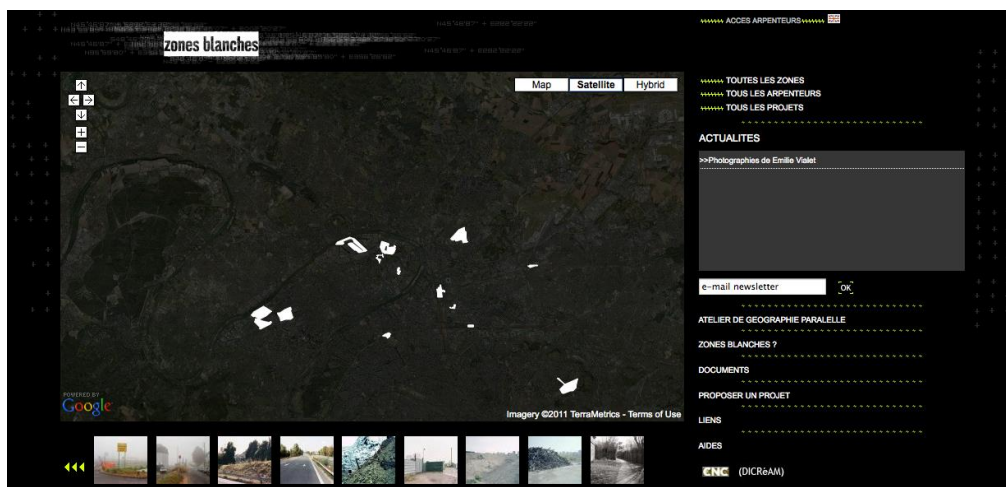 ACCES ARPENTEURS
zones blanches
Map Satellite Hybrid
TOUTES LES ZONES
TOUS LES ARPENTEURS
TOUS LES PROJETS
ACTUALITES
>>Photographies de Emilie Vialet
e-mail newsletter OK
ATELIER DE GEOGRAPHIE PARALELLE
ZONES BLANCHES ?
DOCUMENTS
PROPOSER UN PROJET
LIENS
AIDES
POWERED BY
Google
Imagery ©2011 TerraMetrics - Terms of Use
CNC (DICRèAM)